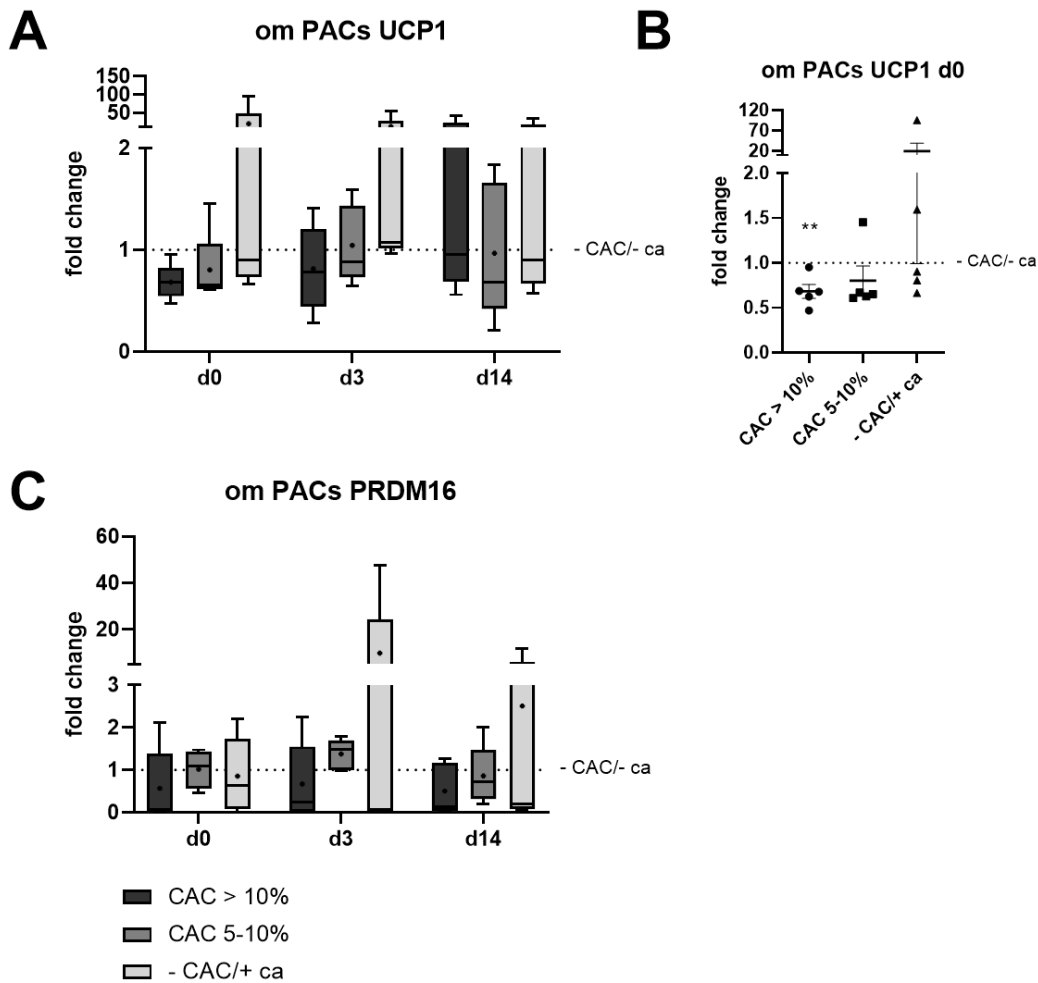 A
om PACs UCP1
150
100
50
2
1
0
fold change
- CAC/- ca
d0 d3 d14
B
om PACs UCP1 d0
120
70
20
2.0
1.5
1.0
0.5
0.0
fold change
**
- CAC/- ca
CAC > 10% CAC 5-10% - CAC/+ ca
C
om PACs PRDM16
60
40
20
3
2
1
0
fold change
- CAC/- ca
d0 d3 d14
CAC > 10%
CAC 5-10%
- CAC/+ ca